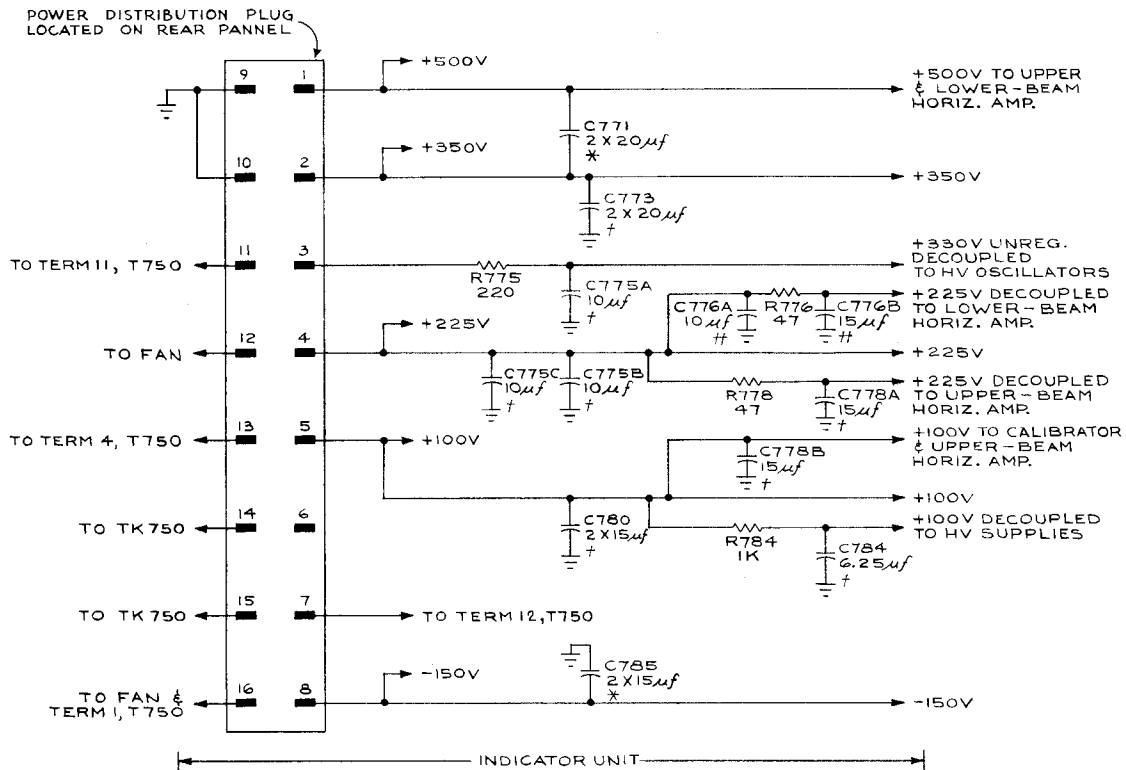 POWER DISTRIBUTION PLUG
LOCATED ON REAR PANNEL
9
1
+500V
+500V TO UPPER
& LOWER-BEAM
HORIZ. AMP.
C771
2 X 20μf
*
10
2
+350V
+350V
C773
2 X 20μf
†
11
3
TO TERM 11, T750
R775
220
C775A
10μf
†
+330V UNREG.
DECOUPLED
TO HV OSCILLATORS
C776A
10μf
††
R776
47
C776B
15μf
††
+225V DECOUPLED
TO LOWER-BEAM
HORIZ. AMP.
12
4
TO FAN
+225V
+225V
C775C
10μf
†
C775B
10μf
†
R778
47
C778A
15μf
†
+225V DECOUPLED
TO UPPER-BEAM
HORIZ. AMP.
13
5
TO TERM 4, T750
+100V
C778B
15μf
†
+100V TO CALIBRATOR
& UPPER-BEAM
HORIZ. AMP.
+100V
14
6
TO TK750
C780
2 X 15μf
†
R784
1K
C784
6.25μf
†
+100V DECOUPLED
TO HV SUPPLIES
15
7
TO TK750
TO TERM 12, T750
16
8
TO FAN &
TERM 1, T750
-150V
C785
2 X 15μf
*
-150V
INDICATOR UNIT